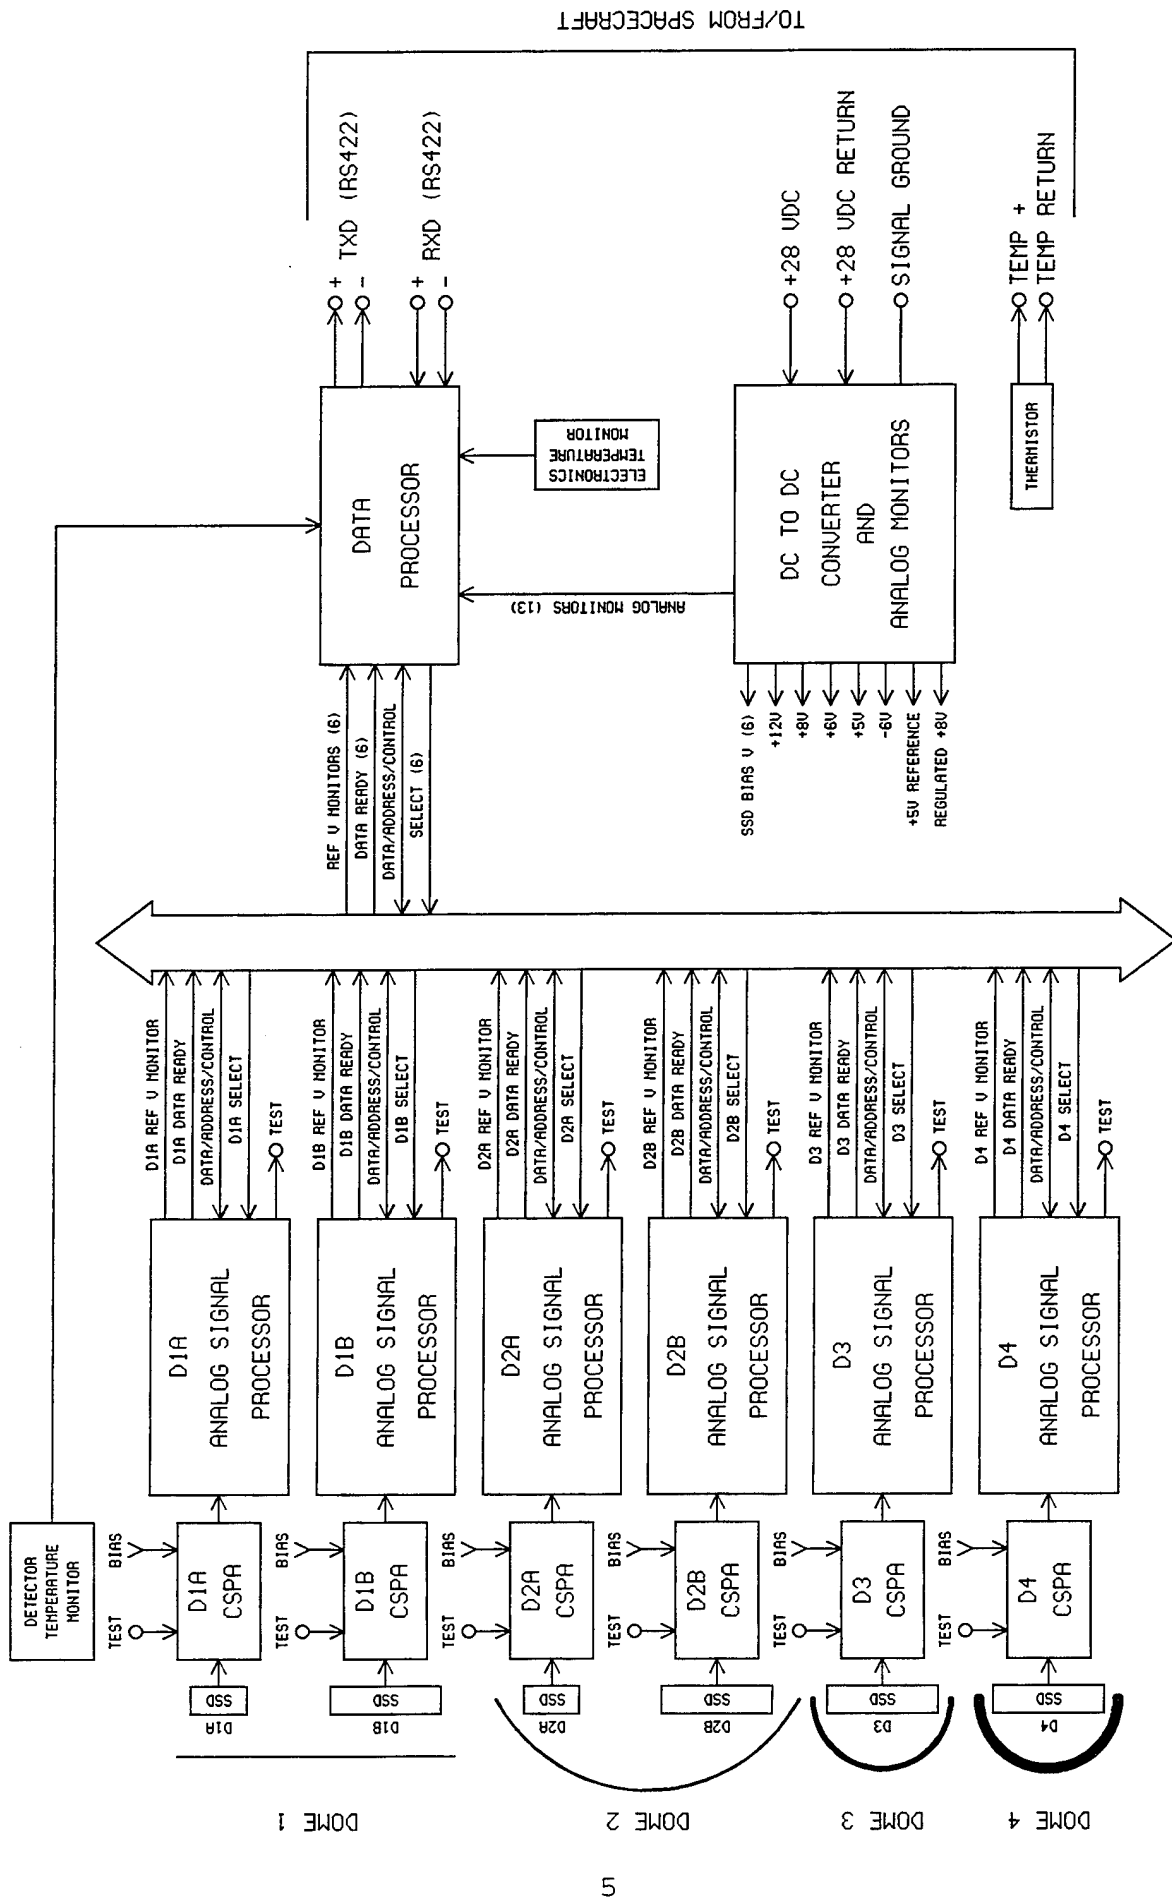 TO/FROM SPACECRAFT
DETECTOR
TEMPERATURE
MONITOR
DOME 1
D1A
SSD
TEST
BIAS
D1A
CSPA
D1A
ANALOG SIGNAL
PROCESSOR
D1A REF V MONITOR
D1A DATA READY
DATA/ADDRESS/CONTROL
D1A SELECT
TEST
D1B
SSD
TEST
BIAS
D1B
CSPA
D1B
ANALOG SIGNAL
PROCESSOR
D1B REF V MONITOR
D1B DATA READY
DATA/ADDRESS/CONTROL
D1B SELECT
TEST
DOME 2
D2A
SSD
TEST
BIAS
D2A
CSPA
D2A
ANALOG SIGNAL
PROCESSOR
D2A REF V MONITOR
D2A DATA READY
DATA/ADDRESS/CONTROL
D2A SELECT
TEST
D2B
SSD
TEST
BIAS
D2B
CSPA
D2B
ANALOG SIGNAL
PROCESSOR
D2B REF V MONITOR
D2B DATA READY
DATA/ADDRESS/CONTROL
D2B SELECT
TEST
DOME 3
D3
SSD
TEST
BIAS
D3
CSPA
D3
ANALOG SIGNAL
PROCESSOR
D3 REF V MONITOR
D3 DATA READY
DATA/ADDRESS/CONTROL
D3 SELECT
TEST
DOME 4
D4
SSD
TEST
BIAS
D4
CSPA
D4
ANALOG SIGNAL
PROCESSOR
D4 REF V MONITOR
D4 DATA READY
DATA/ADDRESS/CONTROL
D4 SELECT
TEST
REF V MONITORS (6)
DATA READY (6)
DATA/ADDRESS/CONTROL
SELECT (6)
DATA
PROCESSOR
+
TXD (RS422)
-
+
RXD (RS422)
-
ELECTRONICS
TEMPERATURE
MONITOR
ANALOG MONITORS (13)
SSD BIAS V (6)
+12V
+8V
+6V
+5V
-6V
+5V REFERENCE
REGULATED +8V
DC TO DC
CONVERTER
AND
ANALOG MONITORS
+28 VDC
+28 VDC RETURN
SIGNAL GROUND
THERMISTOR
TEMP +
TEMP RETURN
5